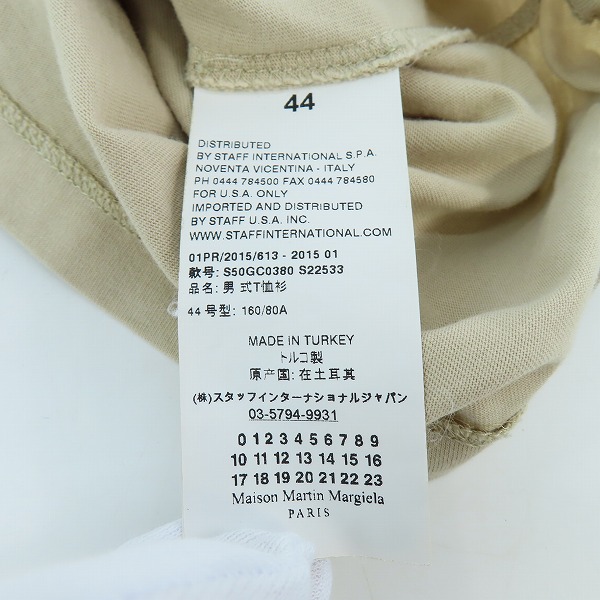 44
DISTRIBUTED
BY STAFF INTERNATIONAL S.P.A.
NOVENTA VICENTINA - ITALY
PH 0444 784500 FAX 0444 784580
FOR U.S.A. ONLY
IMPORTED AND DISTRIBUTED
BY STAFF U.S.A. INC.
WWW.STAFFINTERNATIONAL.COM
01PR/2015/613 - 2015 01
款号: S50GC0380 S22533
品名: 男 式T恤衫
44 号型: 160/80A
MADE IN TURKEY
トルコ製
原产国: 在土耳其
(株)スタッフインターナショナルジャパン
03-5794-9931
0 1 2 3 4 5 6 7 8 9
10 11 12 13 14 15 16
17 18 19 20 21 22 23
Maison Martin Margiela
PARIS